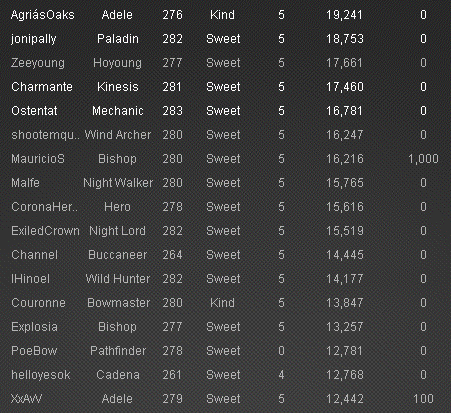 AgriásOaks Adele 276 Kind 5 19,241 0
jonipally Paladin 282 Sweet 5 18,753 0
Zeeyoung Hoyoung 277 Sweet 5 17,661 0
Charmante Kinesis 281 Sweet 5 17,460 0
Ostentat Mechanic 283 Sweet 5 16,781 0
shootemqu.. Wind Archer 280 Sweet 5 16,247 0
MauricioS Bishop 280 Sweet 5 16,216 1,000
Malfe Night Walker 280 Sweet 5 15,765 0
CoronaHer.. Hero 278 Sweet 5 15,616 0
ExiledCrown Night Lord 282 Sweet 5 15,519 0
Channel Buccaneer 264 Sweet 5 14,445 0
IHinoel Wild Hunter 282 Sweet 5 14,177 0
Couronne Bowmaster 280 Kind 5 13,847 0
Explosia Bishop 277 Sweet 5 13,257 0
PoeBow Pathfinder 278 Sweet 0 12,781 0
helloyesok Cadena 261 Sweet 4 12,768 0
XxAvV Adele 279 Sweet 5 12,442 100